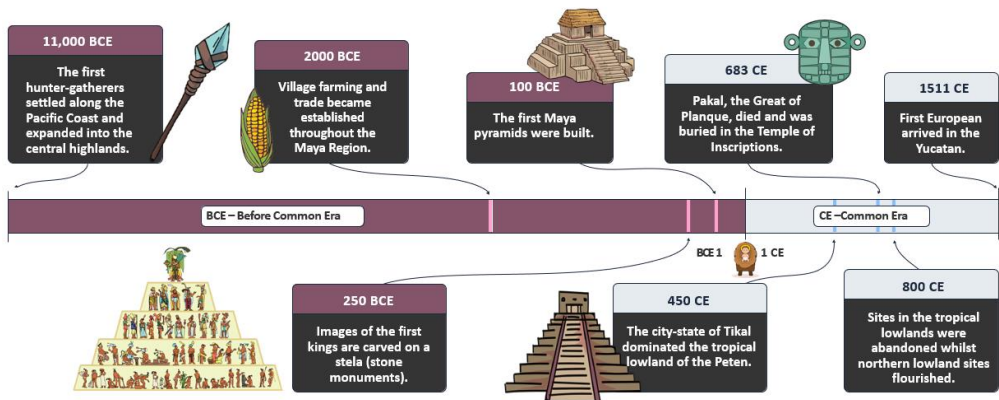 11,000 BCE
The first
hunter-gatherers
settled along the
Pacific Coast and
expanded into the
central highlands.
2000 BCE
Village farming and
trade became
established
throughout the
Maya Region.
100 BCE
The first Maya
pyramids were built.
683 CE
Pakal, the Great of
Planque, died and was
buried in the Temple of
Inscriptions.
1511 CE
First European
arrived in the
Yucatan.
BCE – Before Common Era
CE –Common Era
BCE 1
1 CE
250 BCE
Images of the first
kings are carved on a
stela (stone
monuments).
450 CE
The city-state of Tikal
dominated the tropical
lowland of the Peten.
800 CE
Sites in the tropical
lowlands were
abandoned whilst
northern lowland sites
flourished.